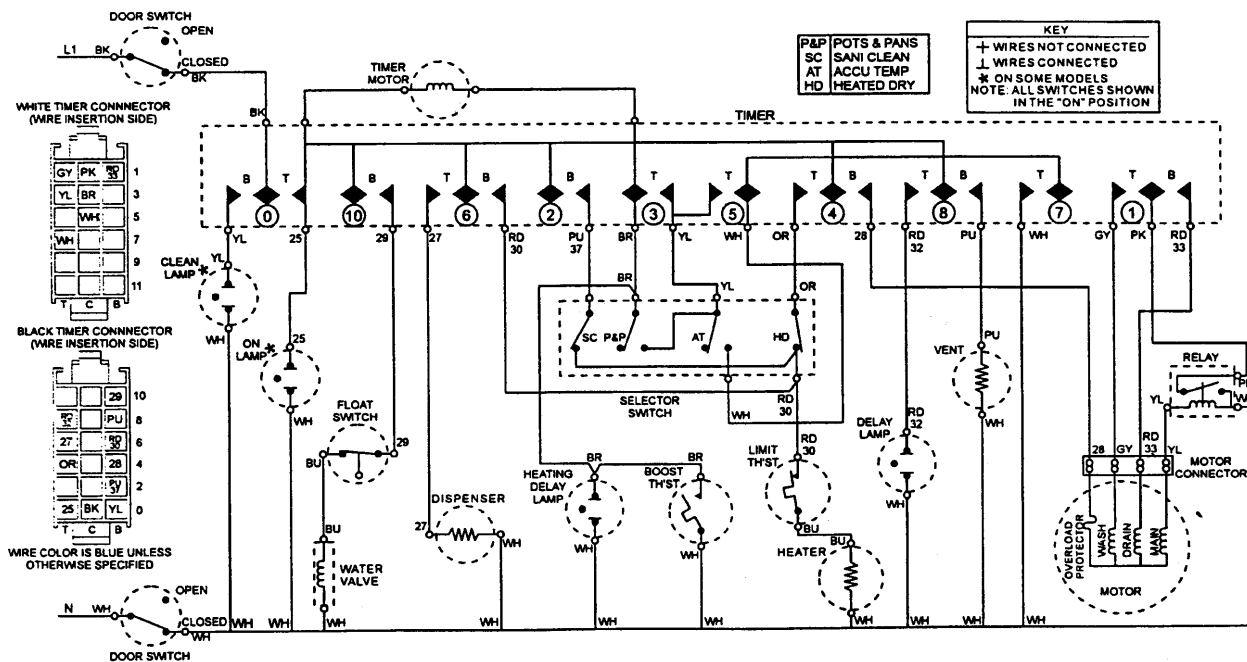 DOOR SWITCH
OPEN
L1 BK
CLOSED
BK
TIMER
MOTOR
P&P POTS & PANS
SC SANI CLEAN
AT ACCU TEMP
HD HEATED DRY
KEY
WIRES NOT CONNECTED
WIRES CONNECTED
* ON SOME MODELS
NOTE: ALL SWITCHES SHOWN
IN THE "ON" POSITION
WHITE TIMER CONNNECTOR
(WIRE INSERTION SIDE)
GY PK RD 33 1
YL BR 3
WH 5
WH 7
9
11
T C B
BK
TIMER
B T B T B B T T T B T B T T B
0 10 6 2 3 5 4 8 7 1
YL 25 29 27 RD 30 PU 37 BR YL WH OR 28 RD 32 PU WH GY PK RD 33
CLEAN
LAMP *
YL
WH
BR YL OR
SC P&P AT HD
SELECTOR
SWITCH
WH
RD
30
BLACK TIMER CONNNECTOR
(WIRE INSERTION SIDE)
29 10
RD 32 PU 8
27 RD 30 6
OR 28 4
PU 37 2
25 BK YL 0
T C B
WIRE COLOR IS BLUE UNLESS
OTHERWISE SPECIFIED
ON
LAMP *
25
WH
FLOAT
SWITCH
BU 29
BU
WATER
VALVE
DISPENSER
27 WH
HEATING
DELAY
LAMP
BR
WH
BOOST
TH'ST
BR
WH
LIMIT
TH'ST
RD
30
BU
HEATER
BU
DELAY
LAMP
RD
32
WH
VENT
PU
RELAY
YL
28 GY RD 33 YL
MOTOR
CONNECTOR
OVERLOAD
PROTECTOR
WASH
DRAIN
MAIN
MOTOR
OPEN
N WH
CLOSED
WH
DOOR SWITCH
WH WH WH WH WH WH WH WH WH WH